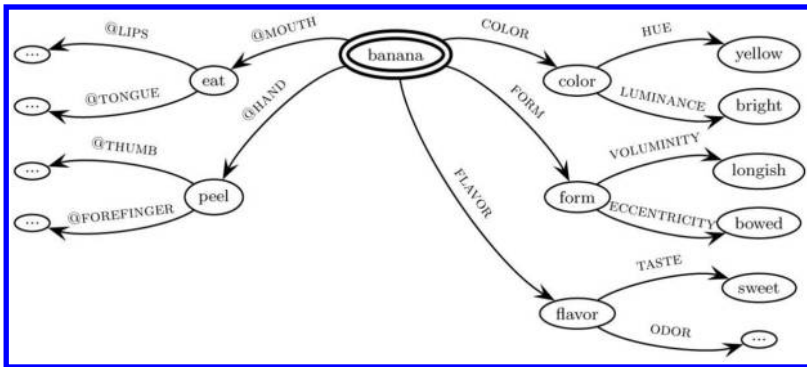 @LIPS
@MOUTH
banana
COLOR
HUE
...
eat
color
yellow
@TONGUE
@HAND
FORM
LUMINANCE
...
bright
@THUMB
VOLUMINITY
...
peel
FLAVOR
form
longish
@FOREFINGER
ECCENTRICITY
...
bowed
TASTE
flavor
sweet
ODOR
...